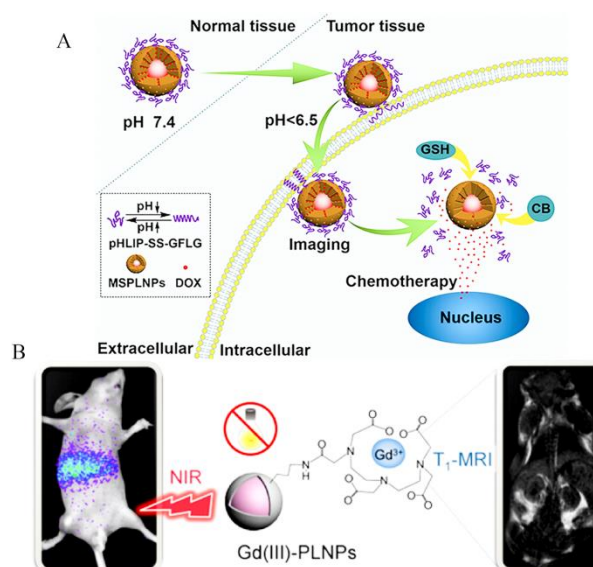 A
Normal tissue
Tumor tissue
pH 7.4
pH<6.5
GSH
CB
pH
pH
pHLIP-SS-GFLG
MSPLNPs
DOX
Imaging
Chemotherapy
Nucleus
Extracellular
Intracellular
B
NIR
O
O⁻
O
O⁻
O
N
H
N
N
N
Gd³⁺
T₁-MRI
O
O⁻
O
O⁻
Gd(III)-PLNPs